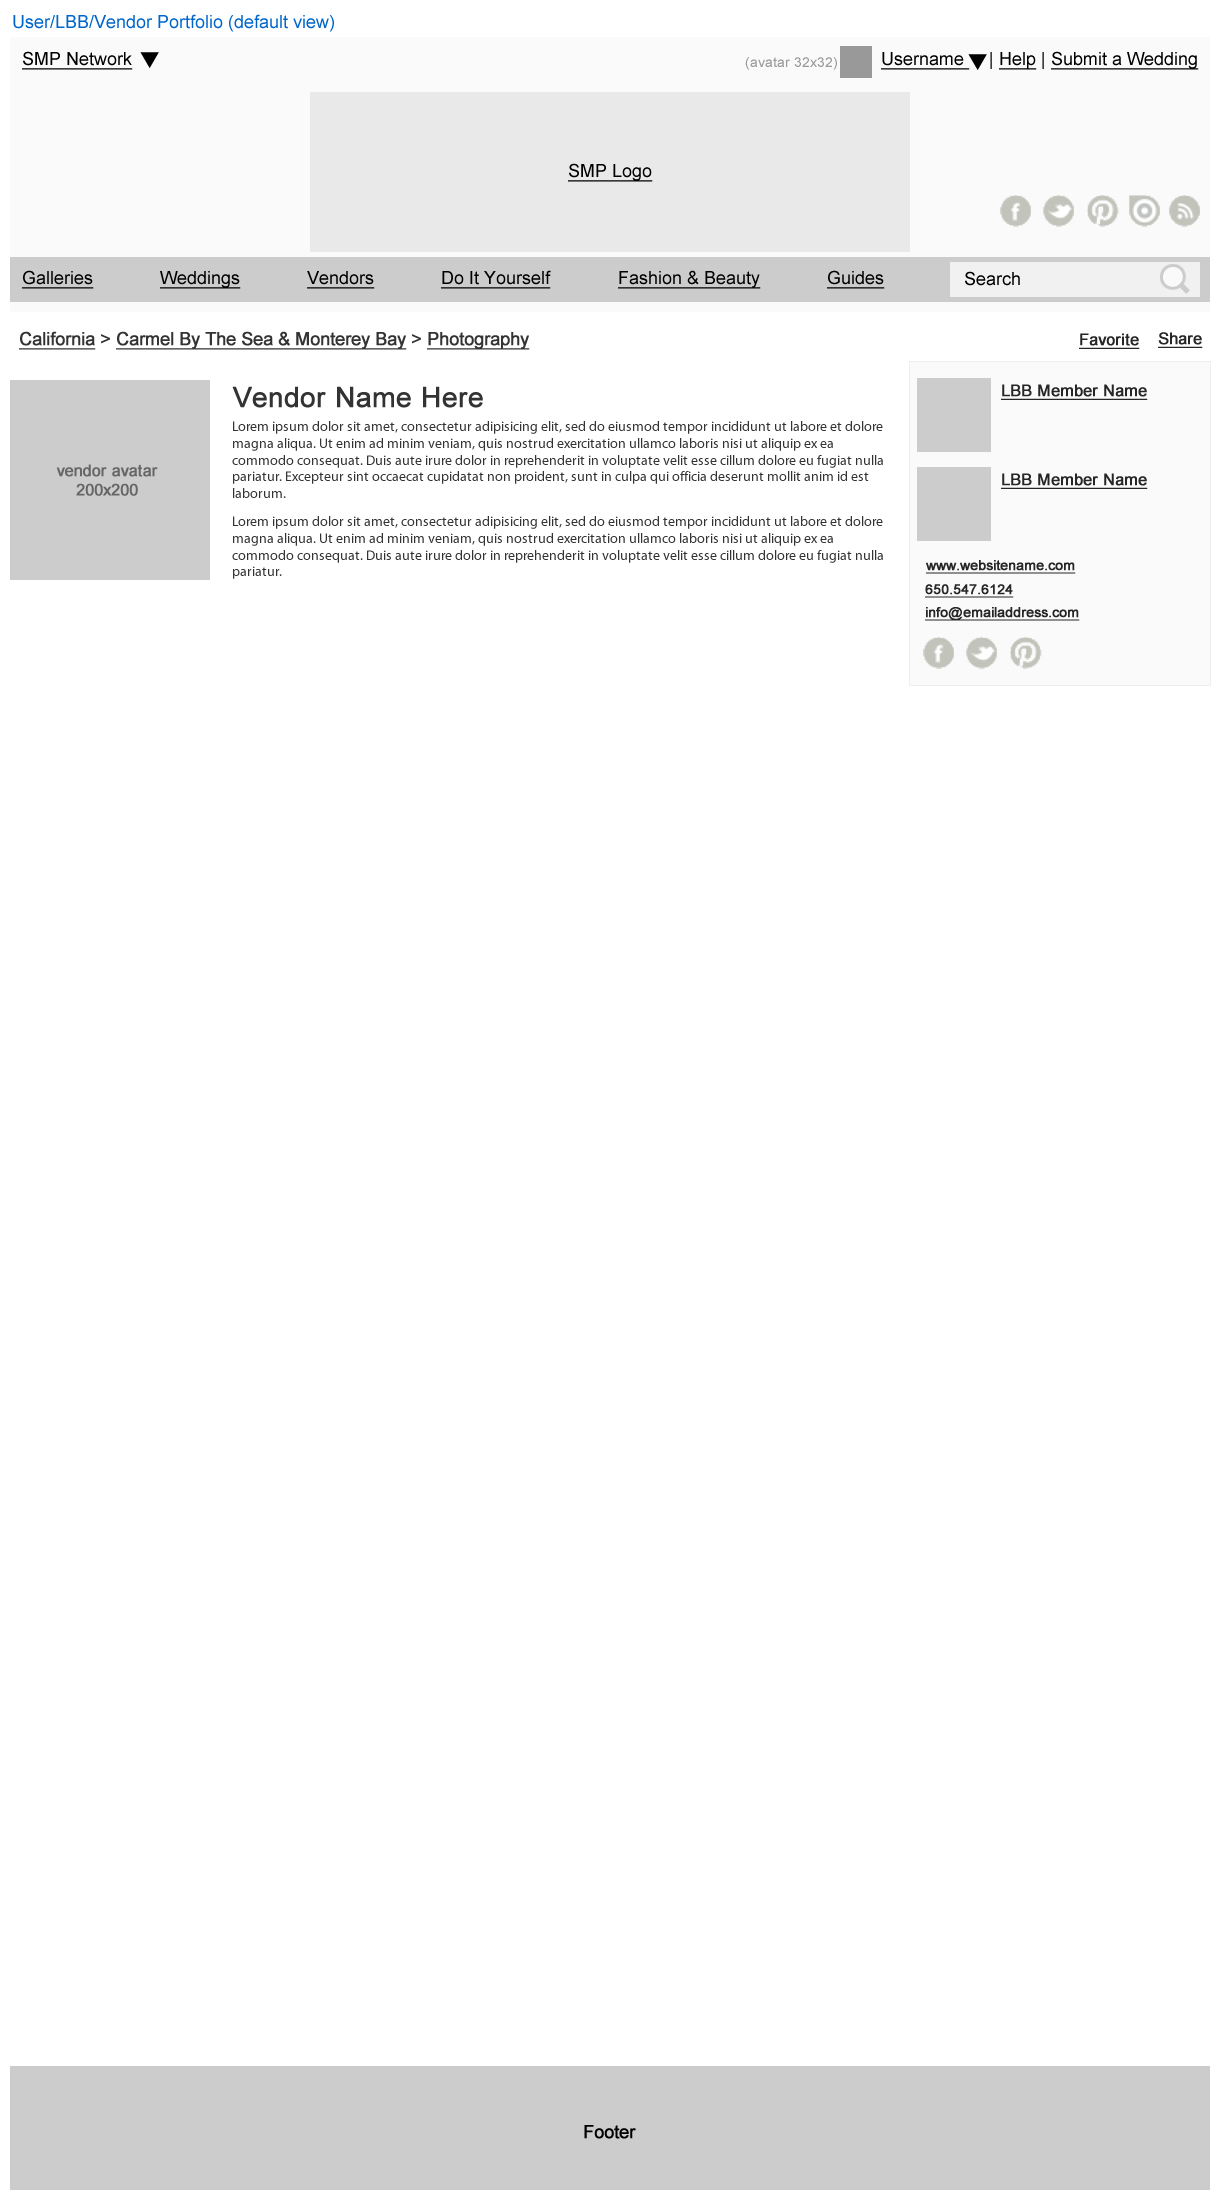 User/LBB/Vendor Portfolio (default view)
SMP Network
(avatar 32x32)
Username | Help | Submit a Wedding
SMP Logo
Galleries Weddings Vendors Do It Yourself Fashion & Beauty Guides Search
California > Carmel By The Sea & Monterey Bay > Photography
Favorite Share
vendor avatar
200x200
Vendor Name Here
Lorem ipsum dolor sit amet, consectetur adipisicing elit, sed do eiusmod tempor incididunt ut labore et dolore
magna aliqua. Ut enim ad minim veniam, quis nostrud exercitation ullamco laboris nisi ut aliquip ex ea
commodo consequat. Duis aute irure dolor in reprehenderit in voluptate velit esse cillum dolore eu fugiat nulla
pariatur. Excepteur sint occaecat cupidatat non proident, sunt in culpa qui officia deserunt mollit anim id est
laborum.
Lorem ipsum dolor sit amet, consectetur adipisicing elit, sed do eiusmod tempor incididunt ut labore et dolore
magna aliqua. Ut enim ad minim veniam, quis nostrud exercitation ullamco laboris nisi ut aliquip ex ea
commodo consequat. Duis aute irure dolor in reprehenderit in voluptate velit esse cillum dolore eu fugiat nulla
pariatur.
LBB Member Name
LBB Member Name
www.websitename.com
650.547.6124
info@emailaddress.com
Footer